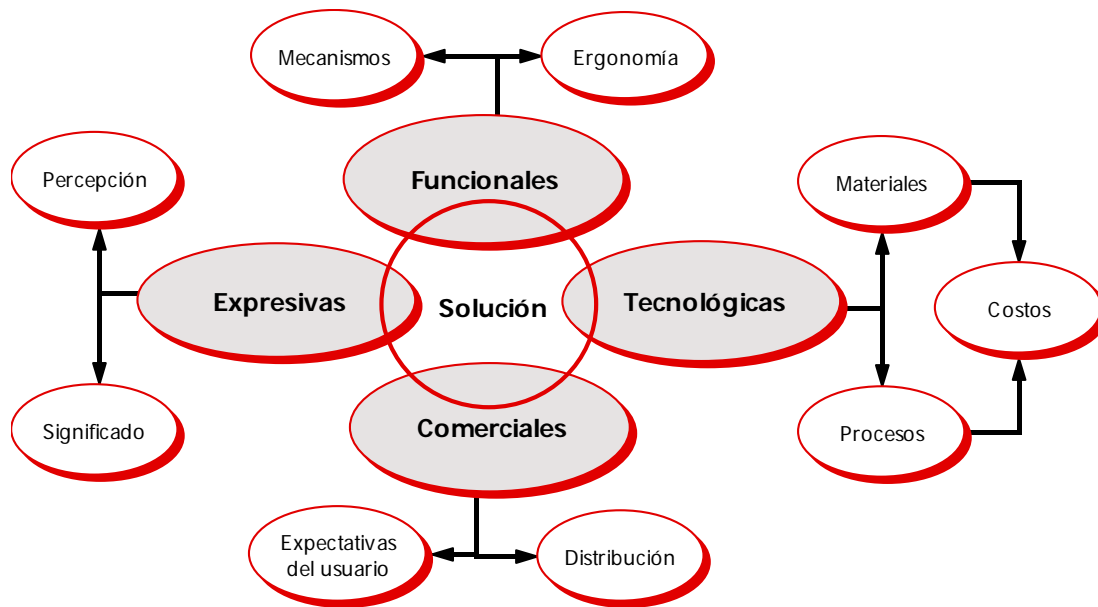 Mecanismos
Ergonomía
Percepción
Funcionales
Materiales
Expresivas
Solución
Tecnológicas
Costos
Significado
Comerciales
Procesos
Expectativas
del usuario
Distribución